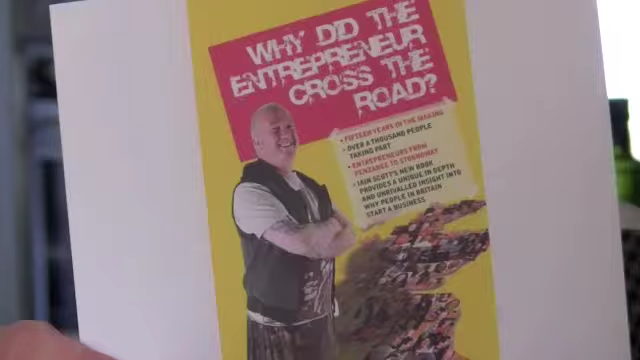 WHY DID THE
ENTREPRENEUR
CROSS THE
ROAD?
• FIFTEEN YEARS IN THE MAKING
• OVER A THOUSAND PEOPLE
TAKING PART
• ENTREPRENEURS FROM
PENZANCE TO STORNOWAY
• IAIN SCOTT'S NEW BOOK
PROVIDES A UNIQUE IN DEPTH
AND UNRIVALLED INSIGHT INTO
WHY PEOPLE IN BRITAIN
START A BUSINESS